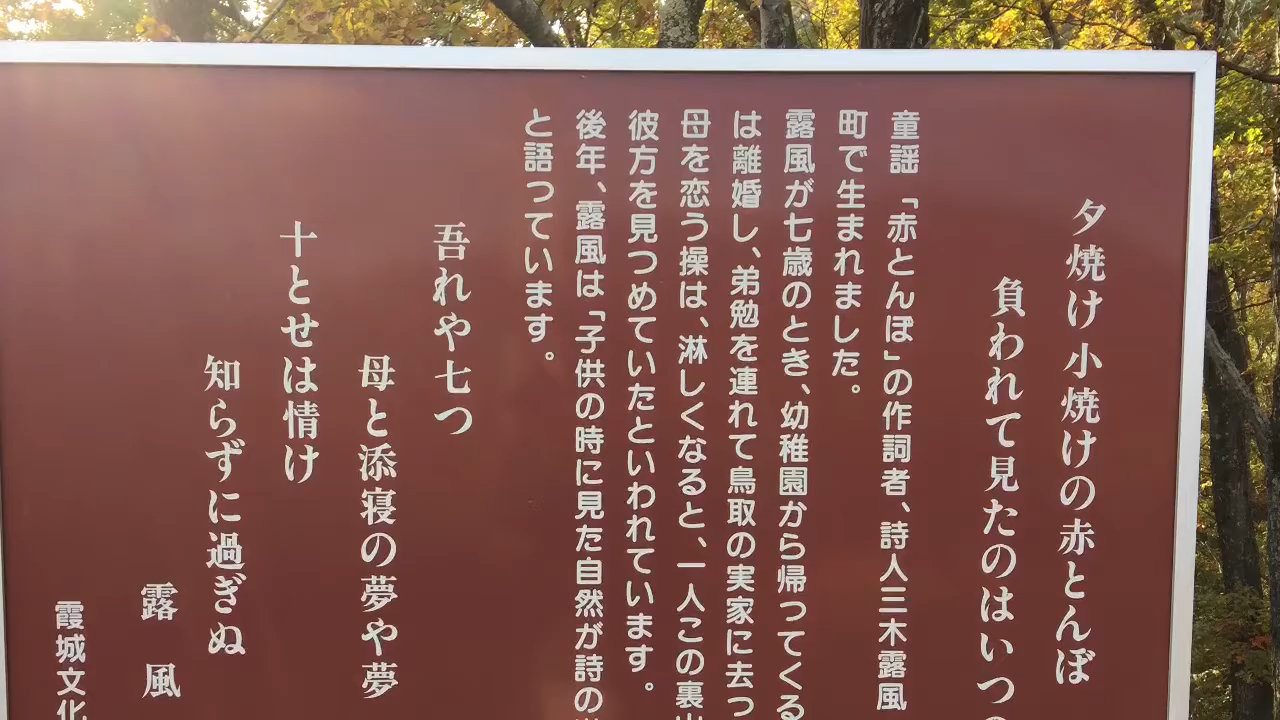 夕焼け小焼けの赤とんぼ
負われて見たのはいつ
童謡「赤とんぼ」の作詞者、詩人三木露風
町で生まれました。
露風が七歳のとき、幼稚園から帰ってくる
は離婚し、弟勉を連れて鳥取の実家に去っ
母を恋う操は、淋しくなると、一人この裏山
彼方を見つめていたといわれています。
後年、露風は「子供の時に見た自然が詩の
と語っています。
吾れや七つ
母と添寝の夢や夢
十とせは情け
知らずに過ぎぬ
露風
霞城文化